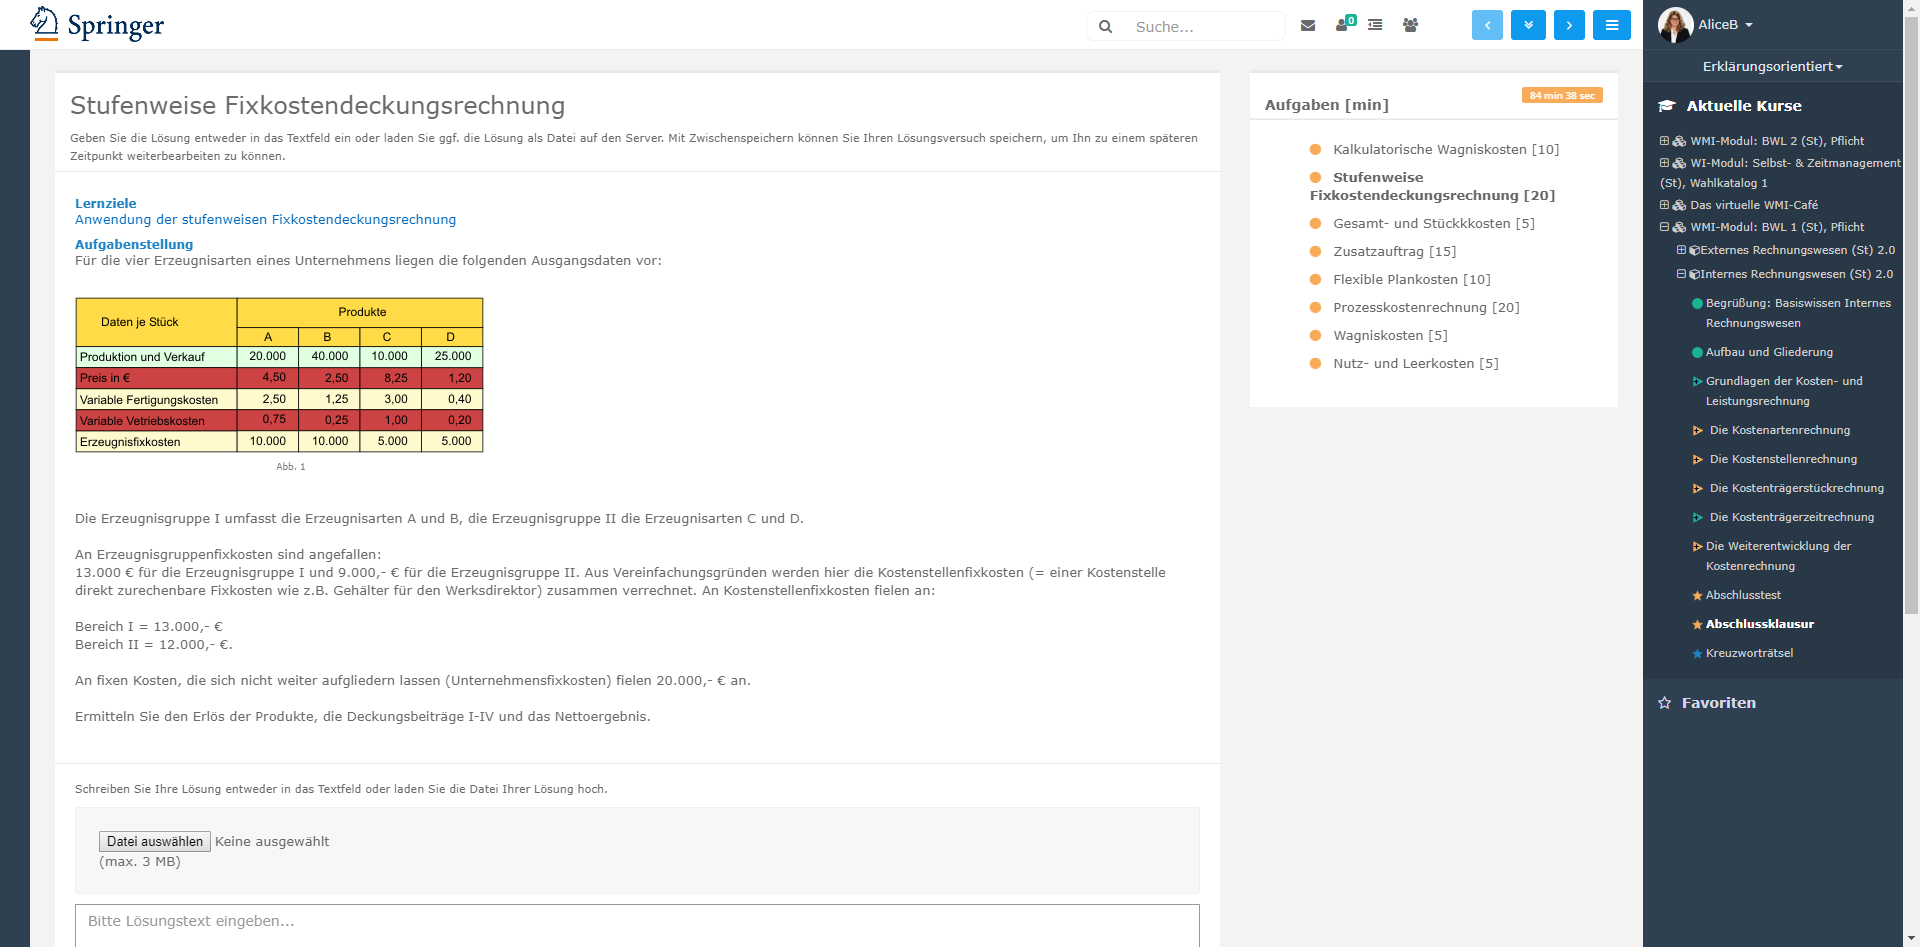 Springer
Suche...
0
AliceB
Erklärungsorientiert
Stufenweise Fixkostendeckungsrechnung
Geben Sie die Lösung entweder in das Textfeld ein oder laden Sie ggf. die Lösung als Datei auf den Server. Mit Zwischenspeichern können Sie Ihren Lösungsversuch speichern, um Ihn zu einem späteren
Zeitpunkt weiterbearbeiten zu können.
Lernziele
Anwendung der stufenweisen Fixkostendeckungsrechnung
Aufgabenstellung
Für die vier Erzeugnisarten eines Unternehmens liegen die folgenden Ausgangsdaten vor:
Daten je Stück Produkte
A B C D
Produktion und Verkauf 20.000 40.000 10.000 25.000
Preis in € 4,50 2,50 8,25 1,20
Variable Fertigungskosten 2,50 1,25 3,00 0,40
Variable Vetriebskosten 0,75 0,25 1,00 0,20
Erzeugnisfixkosten 10.000 10.000 5.000 5.000
Abb. 1
Die Erzeugnisgruppe I umfasst die Erzeugnisarten A und B, die Erzeugnisgruppe II die Erzeugnisarten C und D.
An Erzeugnisgruppenfixkosten sind angefallen:
13.000 € für die Erzeugnisgruppe I und 9.000,- € für die Erzeugnisgruppe II. Aus Vereinfachungsgründen werden hier die Kostenstellenfixkosten (= einer Kostenstelle
direkt zurechenbare Fixkosten wie z.B. Gehälter für den Werksdirektor) zusammen verrechnet. An Kostenstellenfixkosten fielen an:
Bereich I = 13.000,- €
Bereich II = 12.000,- €.
An fixen Kosten, die sich nicht weiter aufgliedern lassen (Unternehmensfixkosten) fielen 20.000,- € an.
Ermitteln Sie den Erlös der Produkte, die Deckungsbeiträge I-IV und das Nettoergebnis.
Schreiben Sie Ihre Lösung entweder in das Textfeld oder laden Sie die Datei Ihrer Lösung hoch.
Datei auswählen Keine ausgewählt
(max. 3 MB)
Bitte Lösungstext eingeben...
Aufgaben [min]
84 min 38 sec
Kalkulatorische Wagniskosten [10]
Stufenweise
Fixkostendeckungsrechnung [20]
Gesamt- und Stückkkosten [5]
Zusatzauftrag [15]
Flexible Plankosten [10]
Prozesskostenrechnung [20]
Wagniskosten [5]
Nutz- und Leerkosten [5]
Aktuelle Kurse
WMI-Modul: BWL 2 (St), Pflicht
WI-Modul: Selbst- & Zeitmanagement
(St), Wahlkatalog 1
Das virtuelle WMI-Café
WMI-Modul: BWL 1 (St), Pflicht
Externes Rechnungswesen (St) 2.0
Internes Rechnungswesen (St) 2.0
Begrüßung: Basiswissen Internes
Rechnungswesen
Aufbau und Gliederung
Grundlagen der Kosten- und
Leistungsrechnung
Die Kostenartenrechnung
Die Kostenstellenrechnung
Die Kostenträgerstückrechnung
Die Kostenträgerzeitrechnung
Die Weiterentwicklung der
Kostenrechnung
Abschlusstest
Abschlussklausur
Kreuzworträtsel
Favoriten